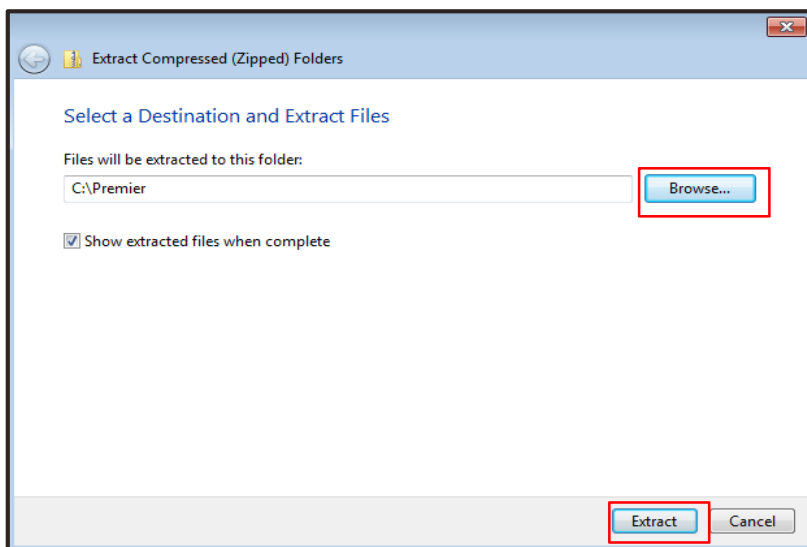 Extract Compressed (Zipped) Folders
Select a Destination and Extract Files
Files will be extracted to this folder:
C:\Premier
Browse...
Show extracted files when complete
Extract
Cancel